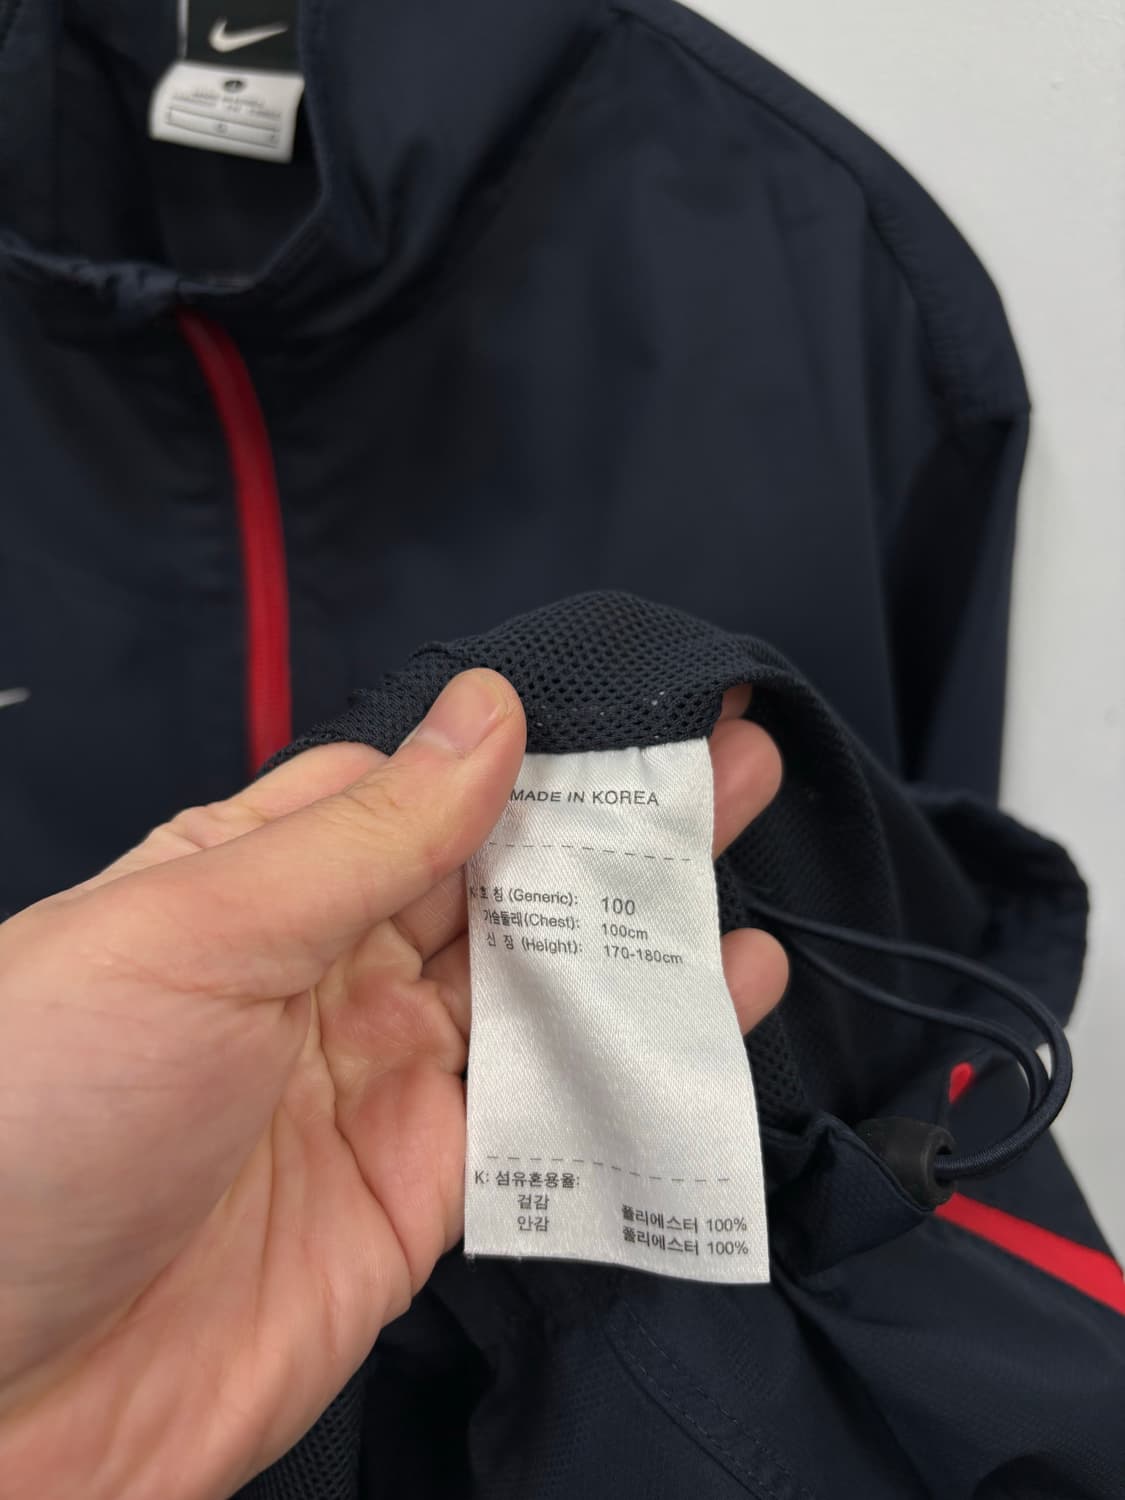 MADE IN KOREA
K: 호 칭 (Generic): 100
가슴둘레(Chest): 100cm
신 장 (Height): 170-180cm
K: 섬유혼용율:
겉감 폴리에스터 100%
안감 폴리에스터 100%